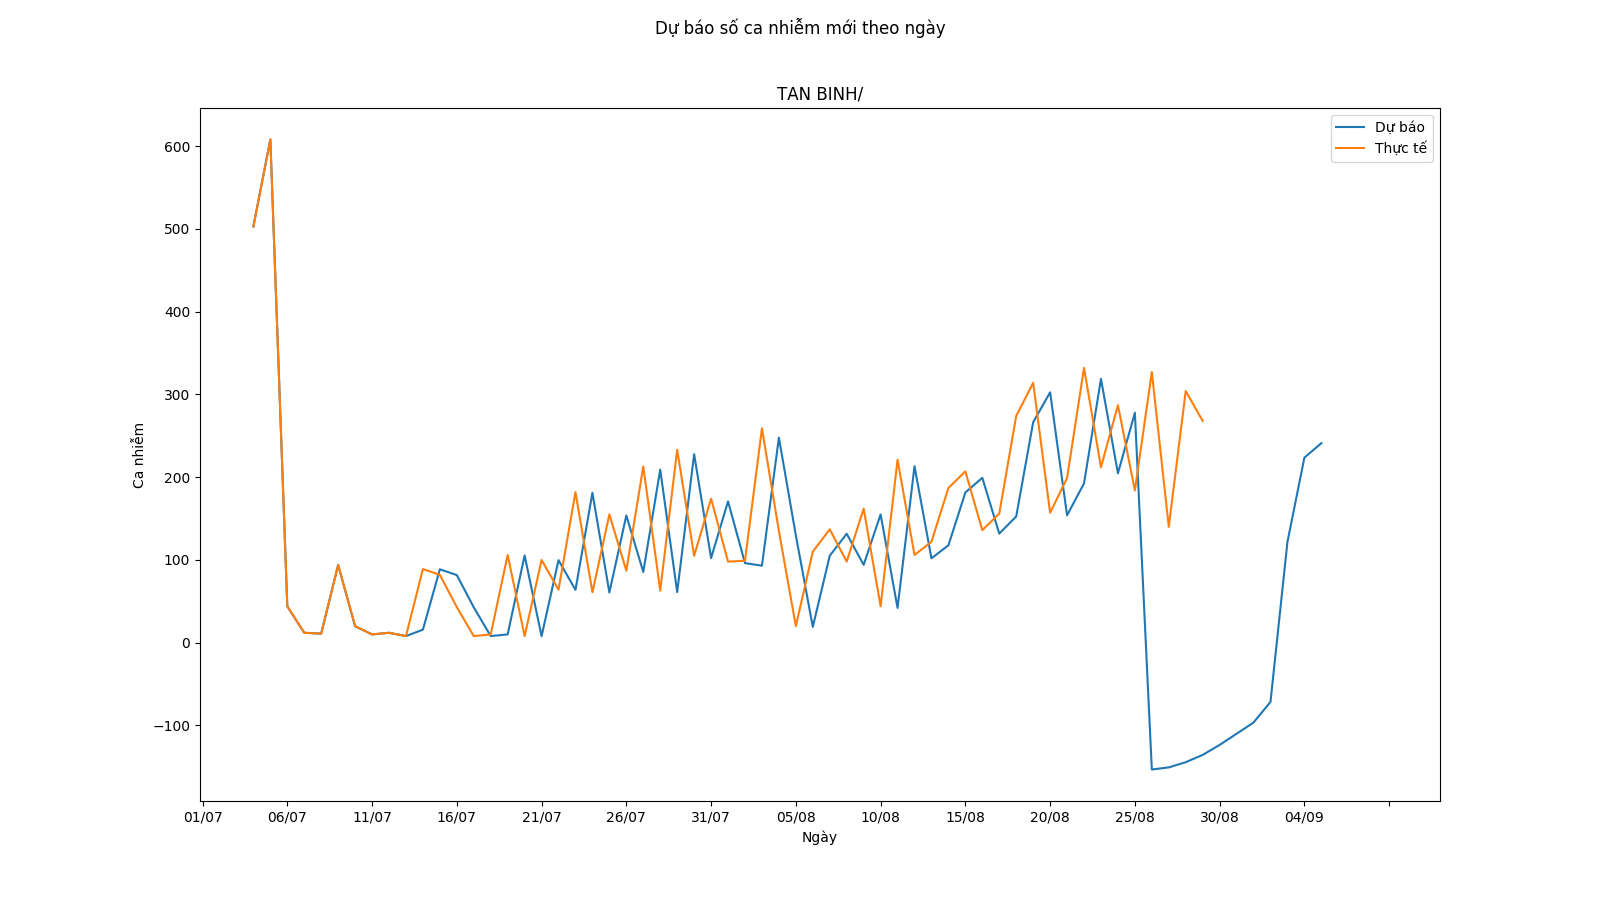 Dự báo số ca nhiễm mới theo ngày
TAN BINH/
Dự báo
Thực tế
600
500
400
300
200
100
0
−100
Ca nhiễm
01/07 06/07 11/07 16/07 21/07 26/07 31/07 05/08 10/08 15/08 20/08 25/08 30/08 04/09
Ngày